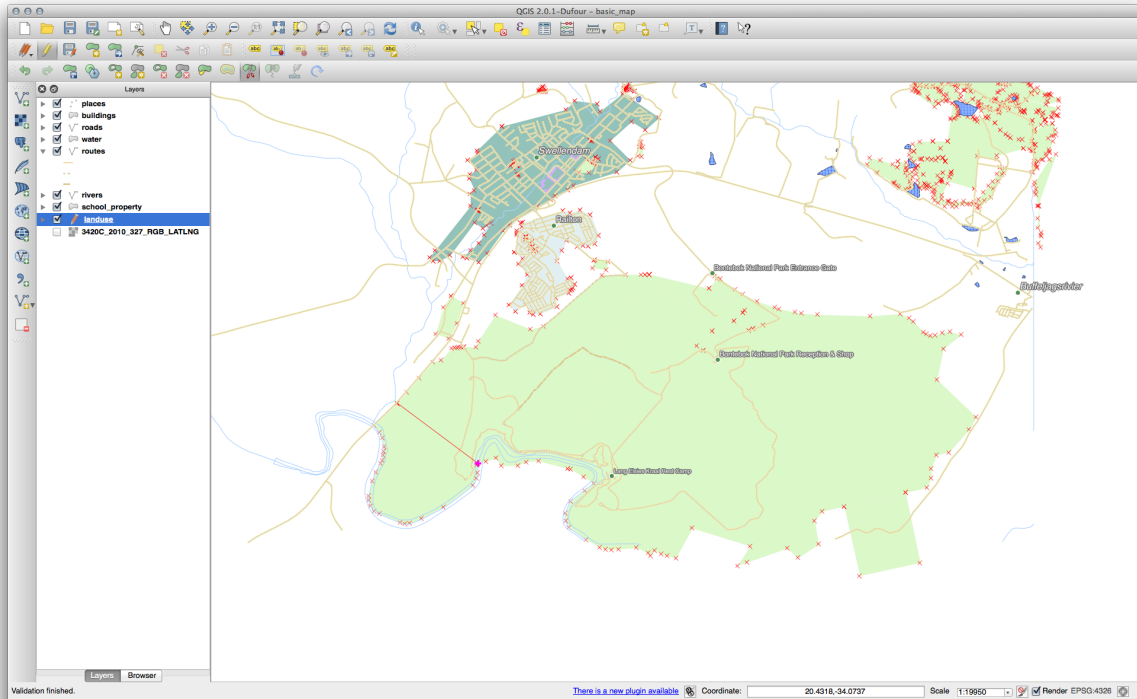 QGIS 2.0.1-Dufour - basic_map
Layers
places
buildings
roads
water
routes
rivers
school_property
landuse
3420C_2010_327_RGB_LATLNG
Swellendam
Railton
Bontebok National Park Entrance Gate
Buffeljagsrivier
Bontebok National Park Reception & Shop
Lang Elsies Kraal Rest Camp
Layers
Browser
Validation finished.
There is a new plugin available
Coordinate:
20.4318,-34.0737
Scale
1:19950
Render
EPSG:4326